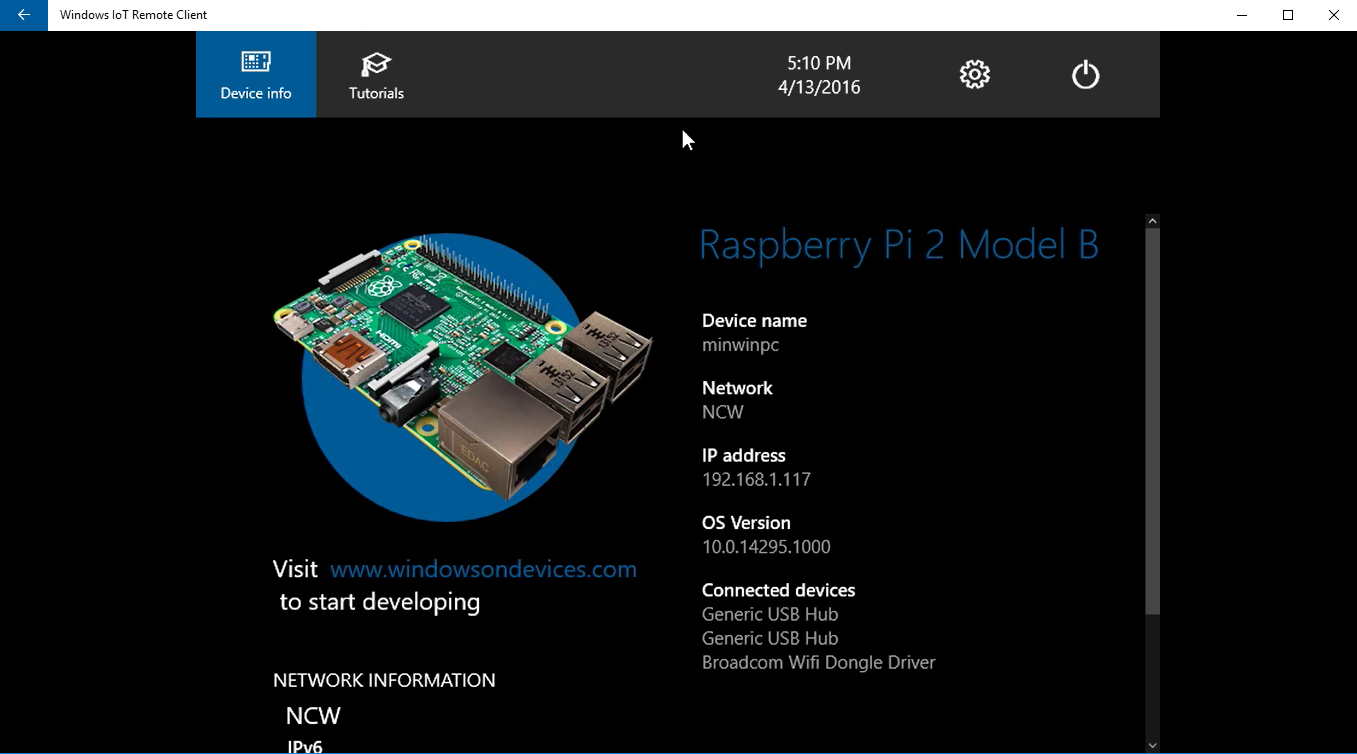 Windows IoT Remote Client
Device info
Tutorials
5:10 PM
4/13/2016
Raspberry Pi 2 Model B
HDMI
EDAC
Device name
minwinpc
Network
NCW
IP address
192.168.1.117
OS Version
10.0.14295.1000
Connected devices
Generic USB Hub
Generic USB Hub
Broadcom Wifi Dongle Driver
Visit www.windowsondevices.com
to start developing
NETWORK INFORMATION
NCW
IPv6